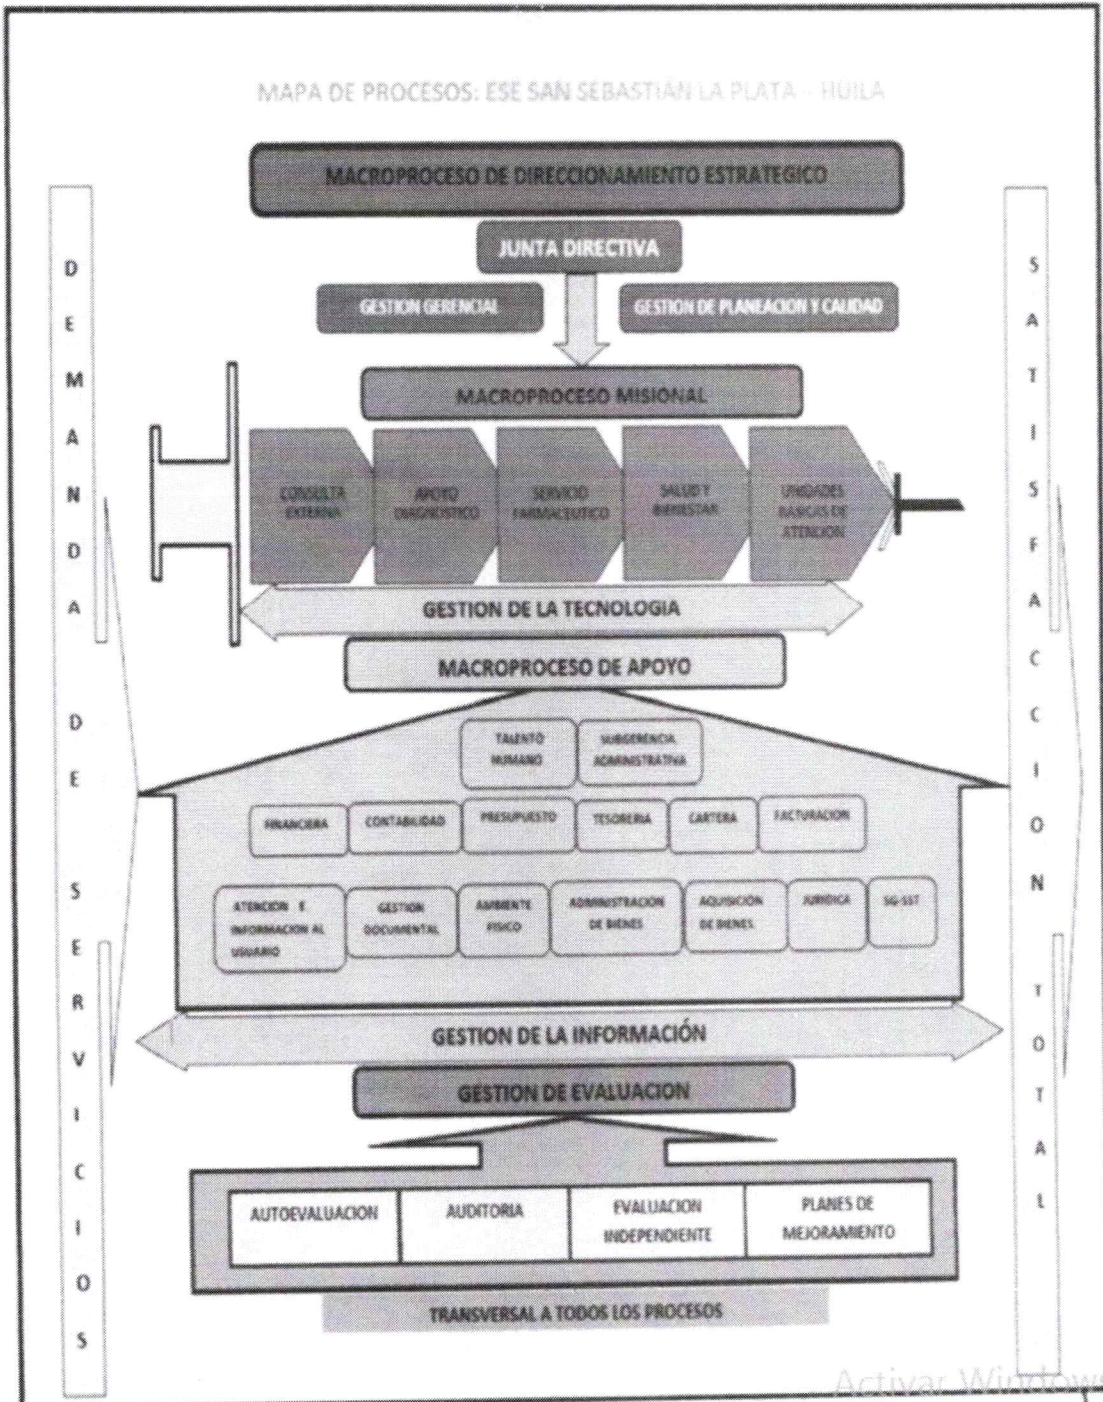 MAPA DE PROCESOS: ESE SAN SEBASTIÁN LA PLATA - HUILA
MACROPROCESO DE DIRECCIONAMIENTO ESTRATEGICO
JUNTA DIRECTIVA
GESTION GERENCIAL
GESTION DE PLANEACION Y CALIDAD
MACROPROCESO MISIONAL
CONSULTA
EXTERNA
APOYO
DIAGNOSTICO
SERVICIO
FARMACEUTICO
SALUD Y
BIENESTAR
UNIDADES
BASICAS DE
ATENCION
GESTION DE LA TECNOLOGIA
MACROPROCESO DE APOYO
TALENTO
HUMANO
SUBGERENCIA
ADMINISTRATIVA
FINANCIERA
CONTABILIDAD
PRESUPUESTO
TESORERIA
CARTERA
FACTURACION
ATENCION E
INFORMACION AL
USUARIO
GESTION
DOCUMENTAL
AMBIENTE
FISICO
ADMINISTRACION
DE BIENES
AQUISICIÓN
DE BIENES
JURIDICA
SG-SST
GESTION DE LA INFORMACIÓN
GESTION DE EVALUACION
AUTOEVALUACION
AUDITORIA
EVALUACION
INDEPENDIENTE
PLANES DE
MEJORAMIENTO
TRANSVERSAL A TODOS LOS PROCESOS
DEMANDA DE SERVICIOS
SATISFACCION TOTAL
Activar Windows